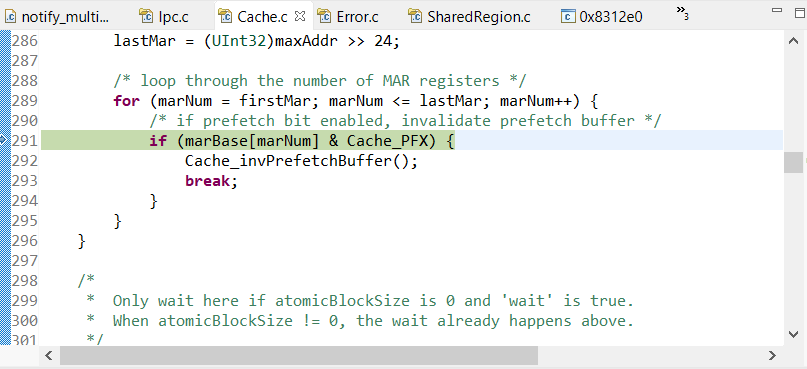 notify_multi... Ipc.c Cache.c Error.c SharedRegion.c 0x8312e0 »3
286 lastMar = (UInt32)maxAddr >> 24;
287
288 /* loop through the number of MAR registers */
289 for (marNum = firstMar; marNum <= lastMar; marNum++) {
290 /* if prefetch bit enabled, invalidate prefetch buffer */
291 if (marBase[marNum] & Cache_PFX) {
292 Cache_invPrefetchBuffer();
293 break;
294 }
295 }
296 }
297
298 /*
299 * Only wait here if atomicBlockSize is 0 and 'wait' is true.
300 * When atomicBlockSize != 0, the wait already happens above.
301 */